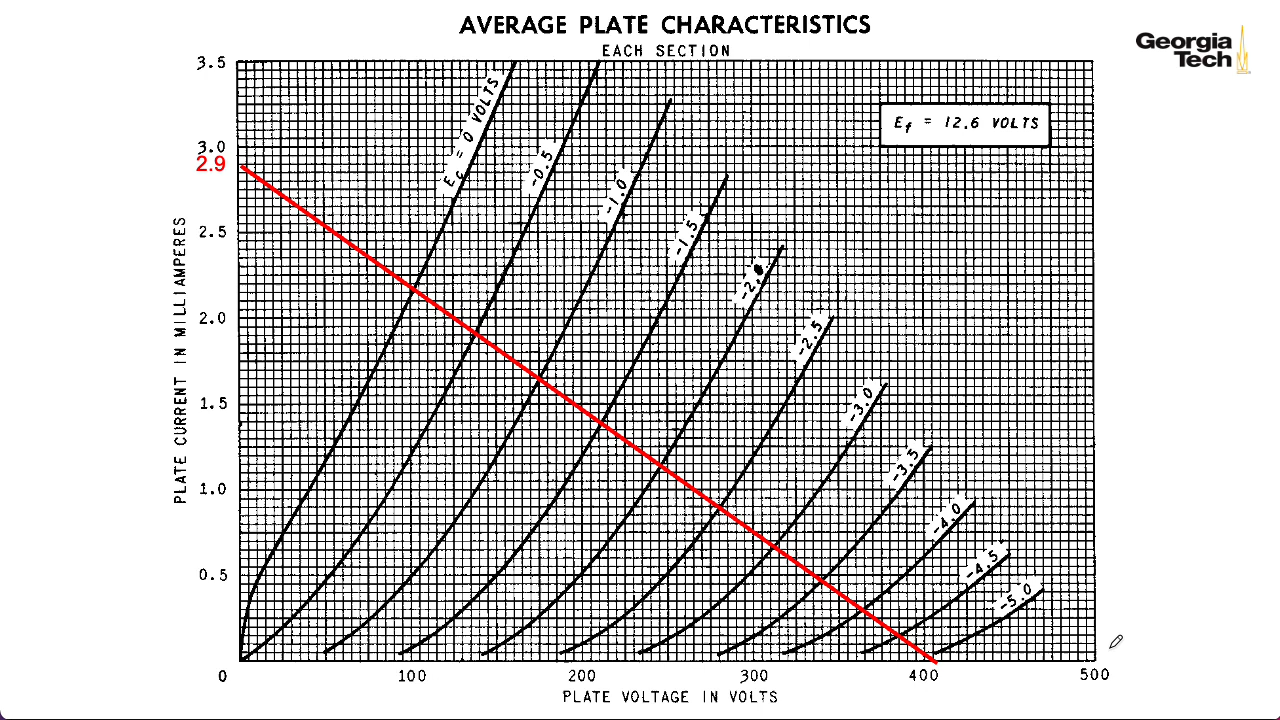 AVERAGE PLATE CHARACTERISTICS
EACH SECTION
Georgia
Tech
3.5
3.0
2.9
2.5
2.0
1.5
1.0
0.5
PLATE CURRENT IN MILLIAMPERES
Ef = 12.6 VOLTS
Ec = 0 VOLTS
-0.5
-1.0
-1.5
-2.0
-2.5
-3.0
-3.5
-4.0
-4.5
-5.0
0 100 200 300 400 500
PLATE VOLTAGE IN VOLTS